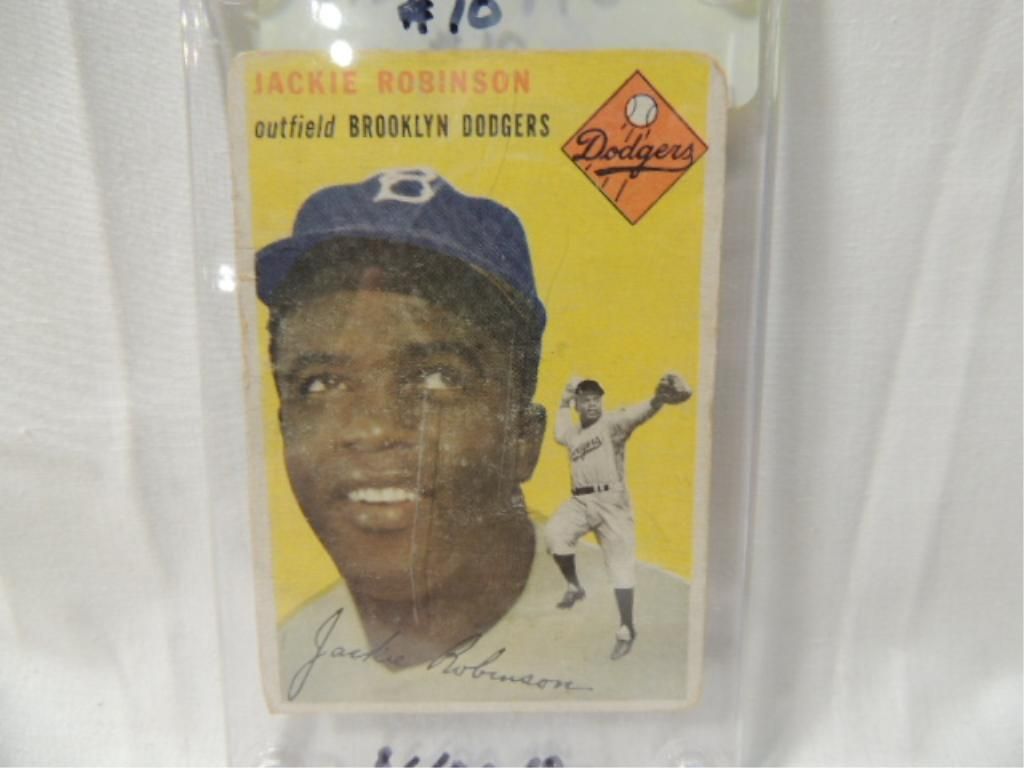 # 10
JACKIE ROBINSON
outfield BROOKLYN DODGERS
Dodgers
B
Jackie Robinson